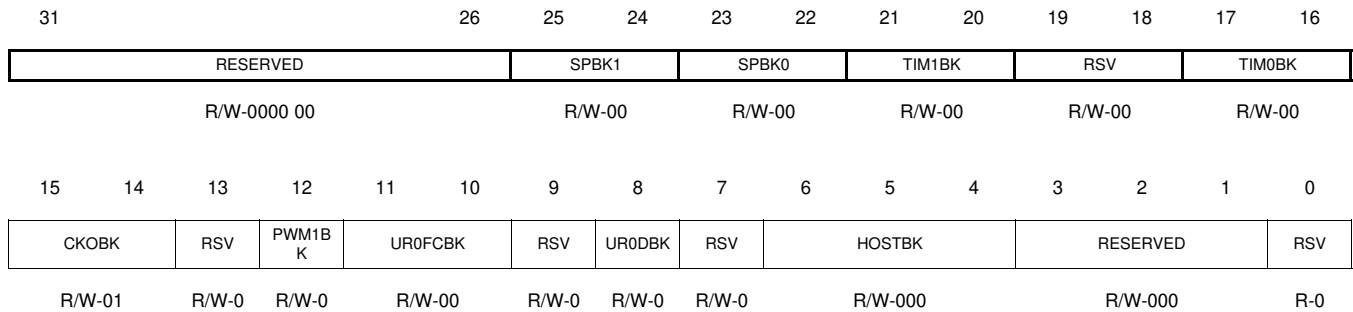 31 26 25 24 23 22 21 20 19 18 17 16
RESERVED SPBK1 SPBK0 TIM1BK RSV TIM0BK
R/W-0000 00 R/W-00 R/W-00 R/W-00 R/W-00 R/W-00
15 14 13 12 11 10 9 8 7 6 5 4 3 2 1 0
CKOBK RSV PWM1B
K UR0FCBK RSV UR0DBK RSV HOSTBK RESERVED RSV
R/W-01 R/W-0 R/W-0 R/W-00 R/W-0 R/W-0 R/W-0 R/W-000 R/W-000 R-0